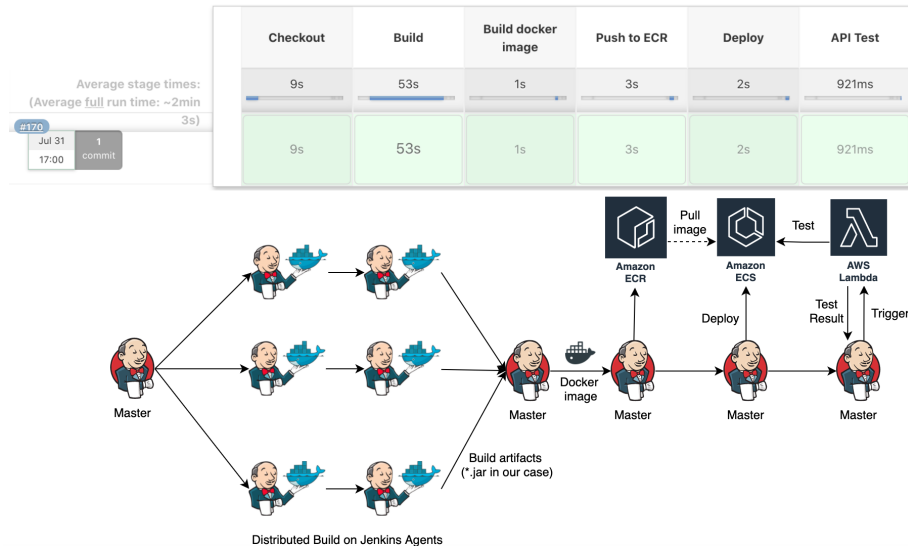 Checkout
Build
Build docker
image
Push to ECR
Deploy
API Test
Average stage times:
(Average full run time: ~2min
3s)
9s
53s
1s
3s
2s
921ms
#170
Jul 31
17:00
1
commit
9s
53s
1s
3s
2s
921ms
Pull
image
Test
Amazon
ECR
Amazon
ECS
AWS
Lambda
Deploy
Test
Result
Trigger
Master
Master
Docker
image
Master
Master
Master
Build artifacts
(*.jar in our case)
Distributed Build on Jenkins Agents